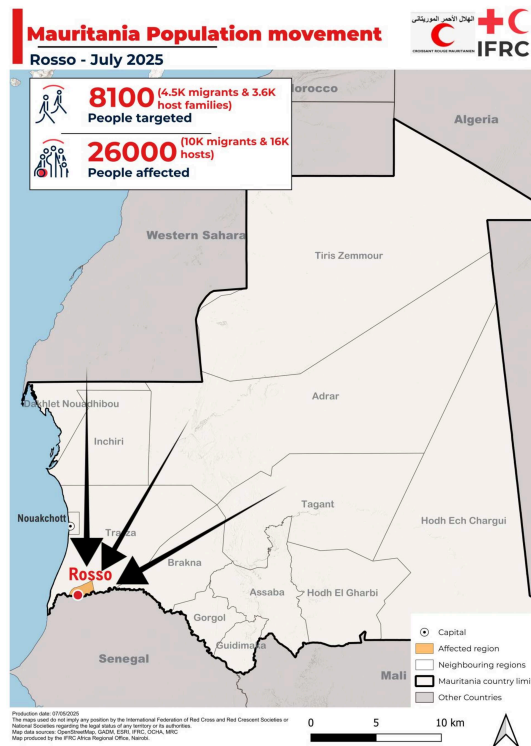 Mauritania Population movement
Rosso - July 2025
الهلال الأحمر الموريتاني
CROISSANT ROUGE MAURITANIEN
IFRC
8100 (4.5K migrants & 3.6K host families)
People targeted
26000 (10K migrants & 16K hosts)
People affected
Morocco
Algeria
Western Sahara
Tiris Zemmour
Dakhlet Nouadhibou
Adrar
Inchiri
Tagant
Nouakchott
Hodh Ech Chargui
Trarza
Brakna
Rosso
Assaba
Hodh El Gharbi
Gorgol
Guidimaka
Senegal
Mali
Capital
Affected region
Neighbouring regions
Mauritania country limi
Other Countries
Production date: 07/05/2025
The maps used do not imply any position by the International Federation of Red Cross and Red Crescent Societies or
National Societies regarding the legal status of any territory or its authorities.
Map data sources: OpenStreetMap, GADM, ESRI, IFRC, OCHA, MRC
Map produced by the IFRC Africa Regional Office, Nairobi.
0 5 10 km